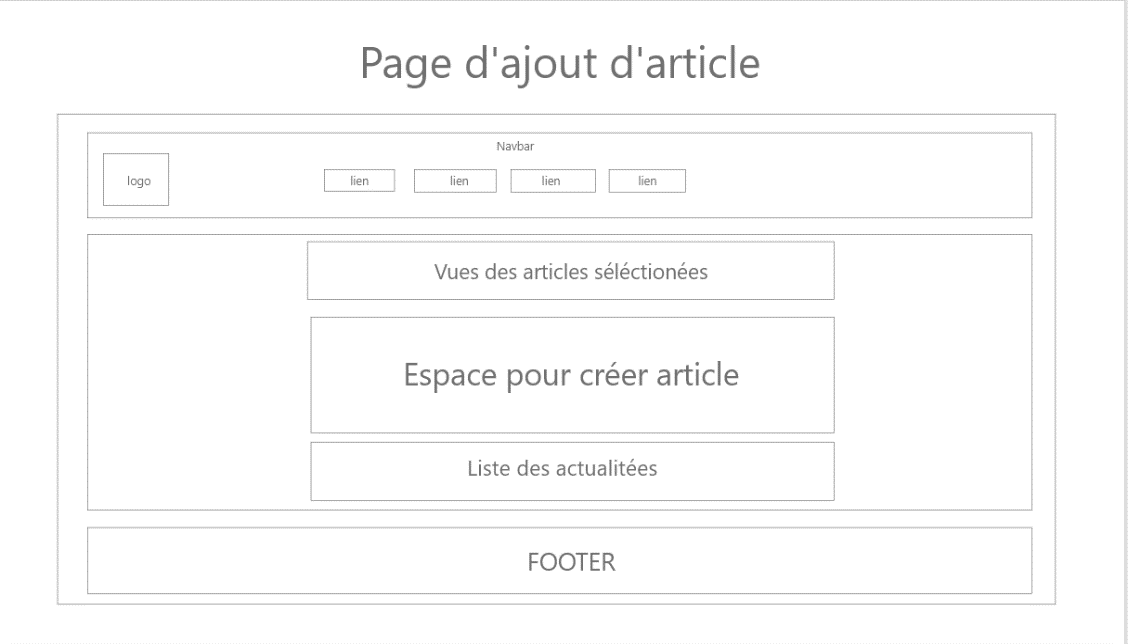 Page d'ajout d'article
Navbar
logo
lien
lien
lien
lien
Vues des articles séléctionées
Espace pour créer article
Liste des actualitées
FOOTER